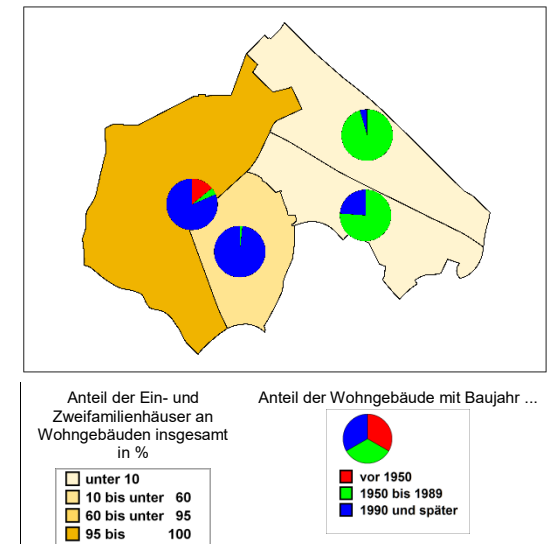 Anteil der Ein- und
Zweifamilienhäuser an
Wohngebäuden insgesamt
in %
unter 10
10 bis unter 60
60 bis unter 95
95 bis 100
Anteil der Wohngebäude mit Baujahr ...
vor 1950
1950 bis 1989
1990 und später